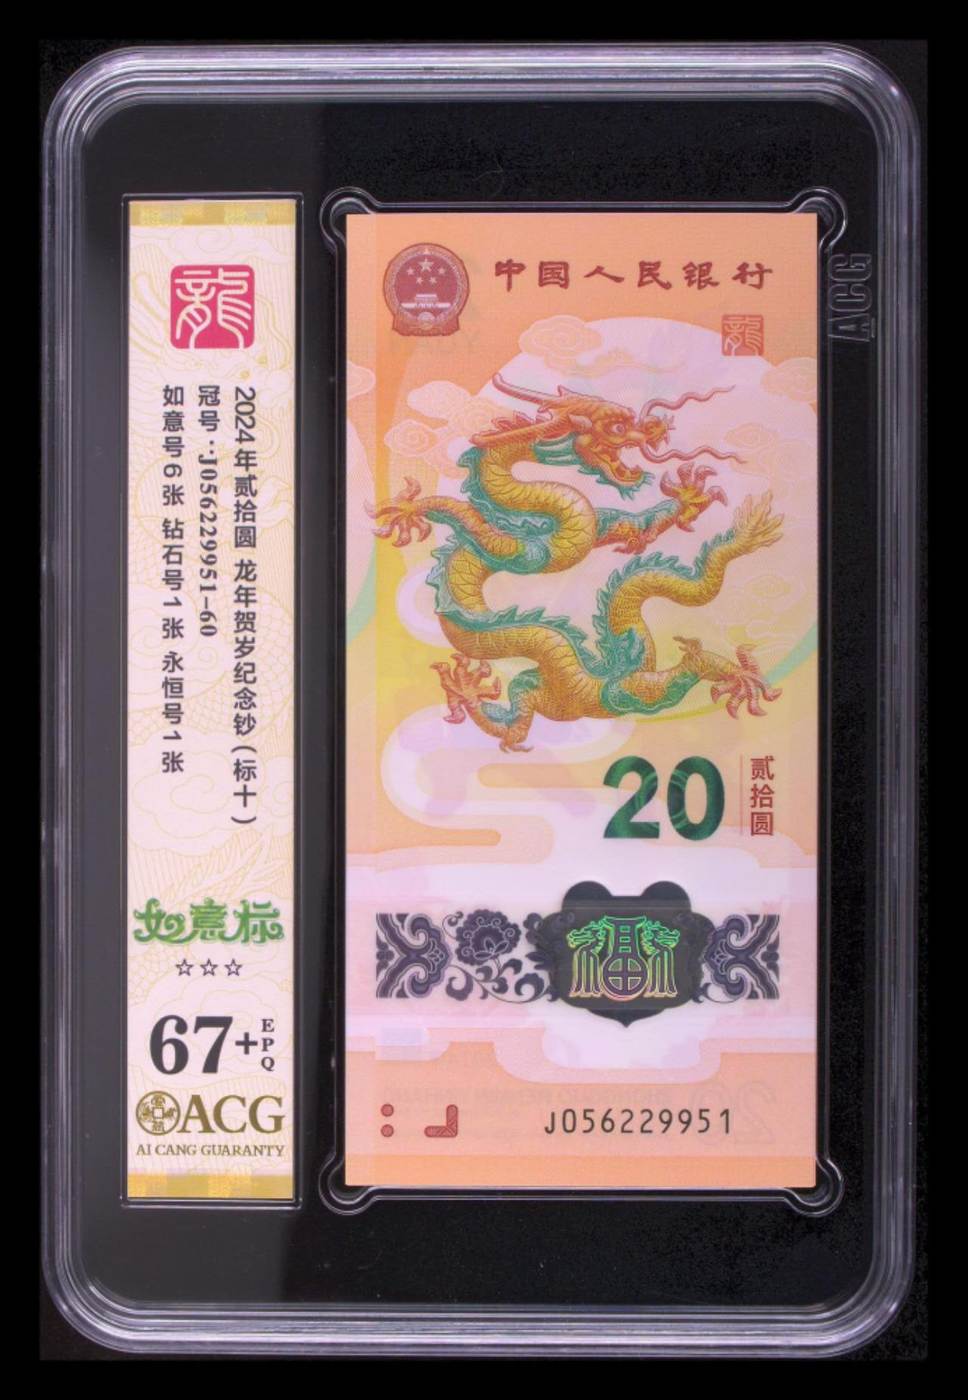 龍
2024年贰拾圆 龙年贺岁纪念钞(标十)
冠号:J056229951-60
如意号6张 钻石号1张 永恒号1张
如意标
☆☆☆
67+EPQ
ACG
AI CANG GUARANTY
中国人民银行
龍
20
贰拾圆
福
J056229951
ACG